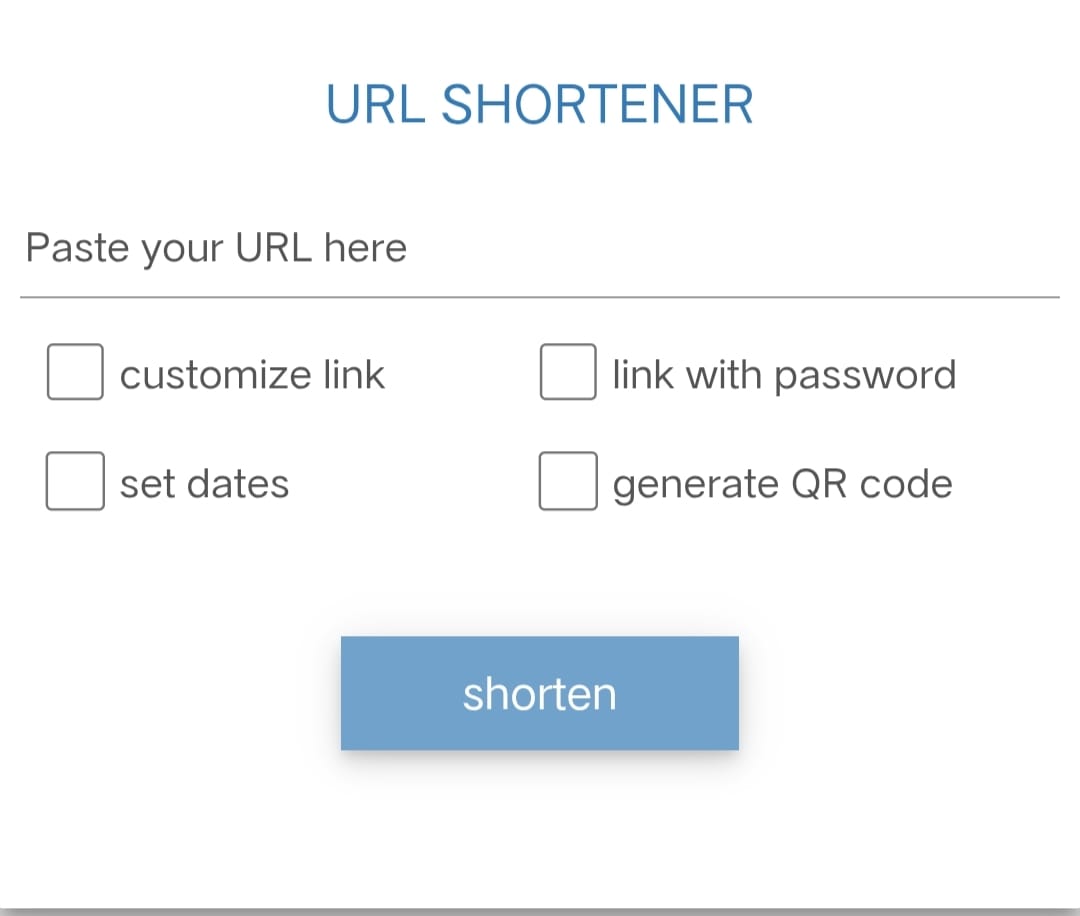 URL SHORTENER
Paste your URL here
customize link
link with password
set dates
generate QR code
shorten